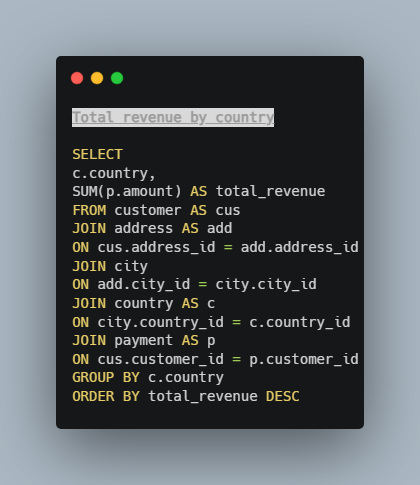 Total revenue by country
SELECT
c.country,
SUM(p.amount) AS total_revenue
FROM customer AS cus
JOIN address AS add
ON cus.address_id = add.address_id
JOIN city
ON add.city_id = city.city_id
JOIN country AS c
ON city.country_id = c.country_id
JOIN payment AS p
ON cus.customer_id = p.customer_id
GROUP BY c.country
ORDER BY total_revenue DESC